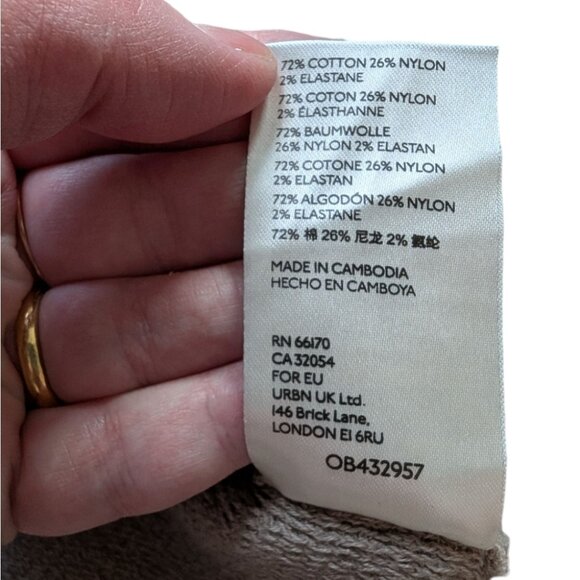 72% COTTON 26% NYLON
2% ELASTANE
72% COTON 26% NYLON
2% ÉLASTHANNE
72% BAUMWOLLE
26% NYLON 2% ELASTAN
72% COTONE 26% NYLON
2% ELASTAN
72% ALGODÓN 26% NYLON
2% ELASTANE
72% 棉 26% 尼龙 2% 氨纶
MADE IN CAMBODIA
HECHO EN CAMBOYA
RN 66170
CA 32054
FOR EU
URBN UK Ltd.
146 Brick Lane,
LONDON E1 6RU
OB432957